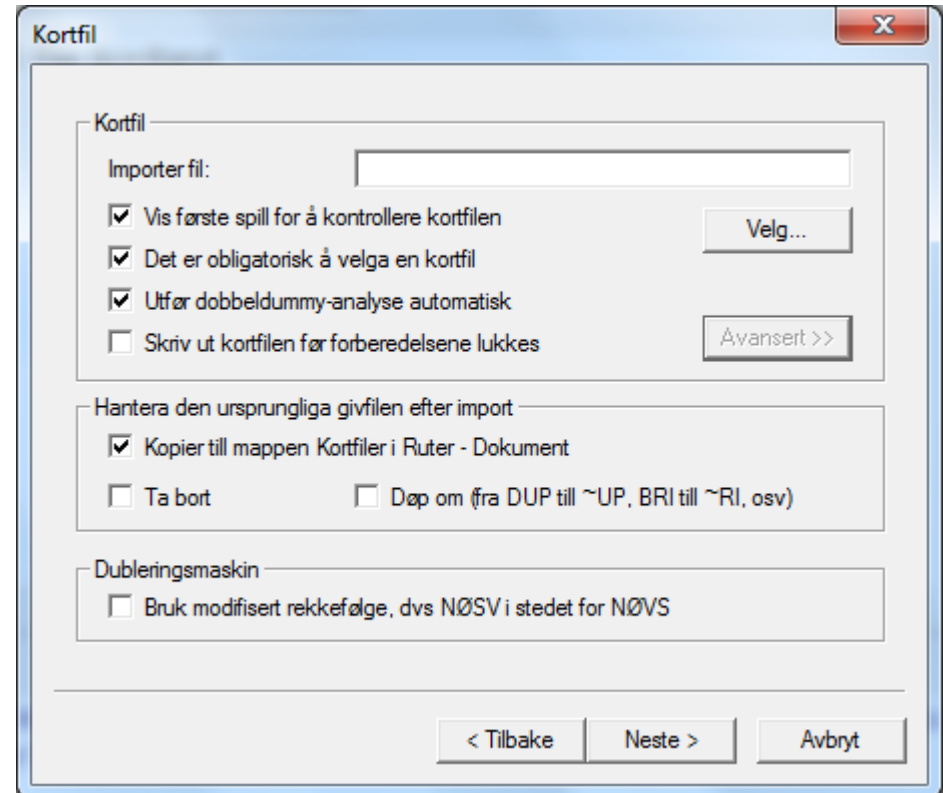 Kortfil
Kortfil
Importer fil:
Vis første spill for å kontrollere kortfilen
Velg...
Det er obligatorisk å velga en kortfil
Utfør dobbeldummy-analyse automatisk
Skriv ut kortfilen før forberedelsene lukkes
Avansert >>
Hantera den ursprungliga givfilen efter import
Kopier till mappen Kortfiler i Ruter - Dokument
Ta bort
Døp om (fra DUP till ~UP, BRI till ~RI, osv)
Dubleringsmaskin
Bruk modifisert rekkefølge, dvs NØSV i stedet for NØVS
< Tilbake
Neste >
Avbryt